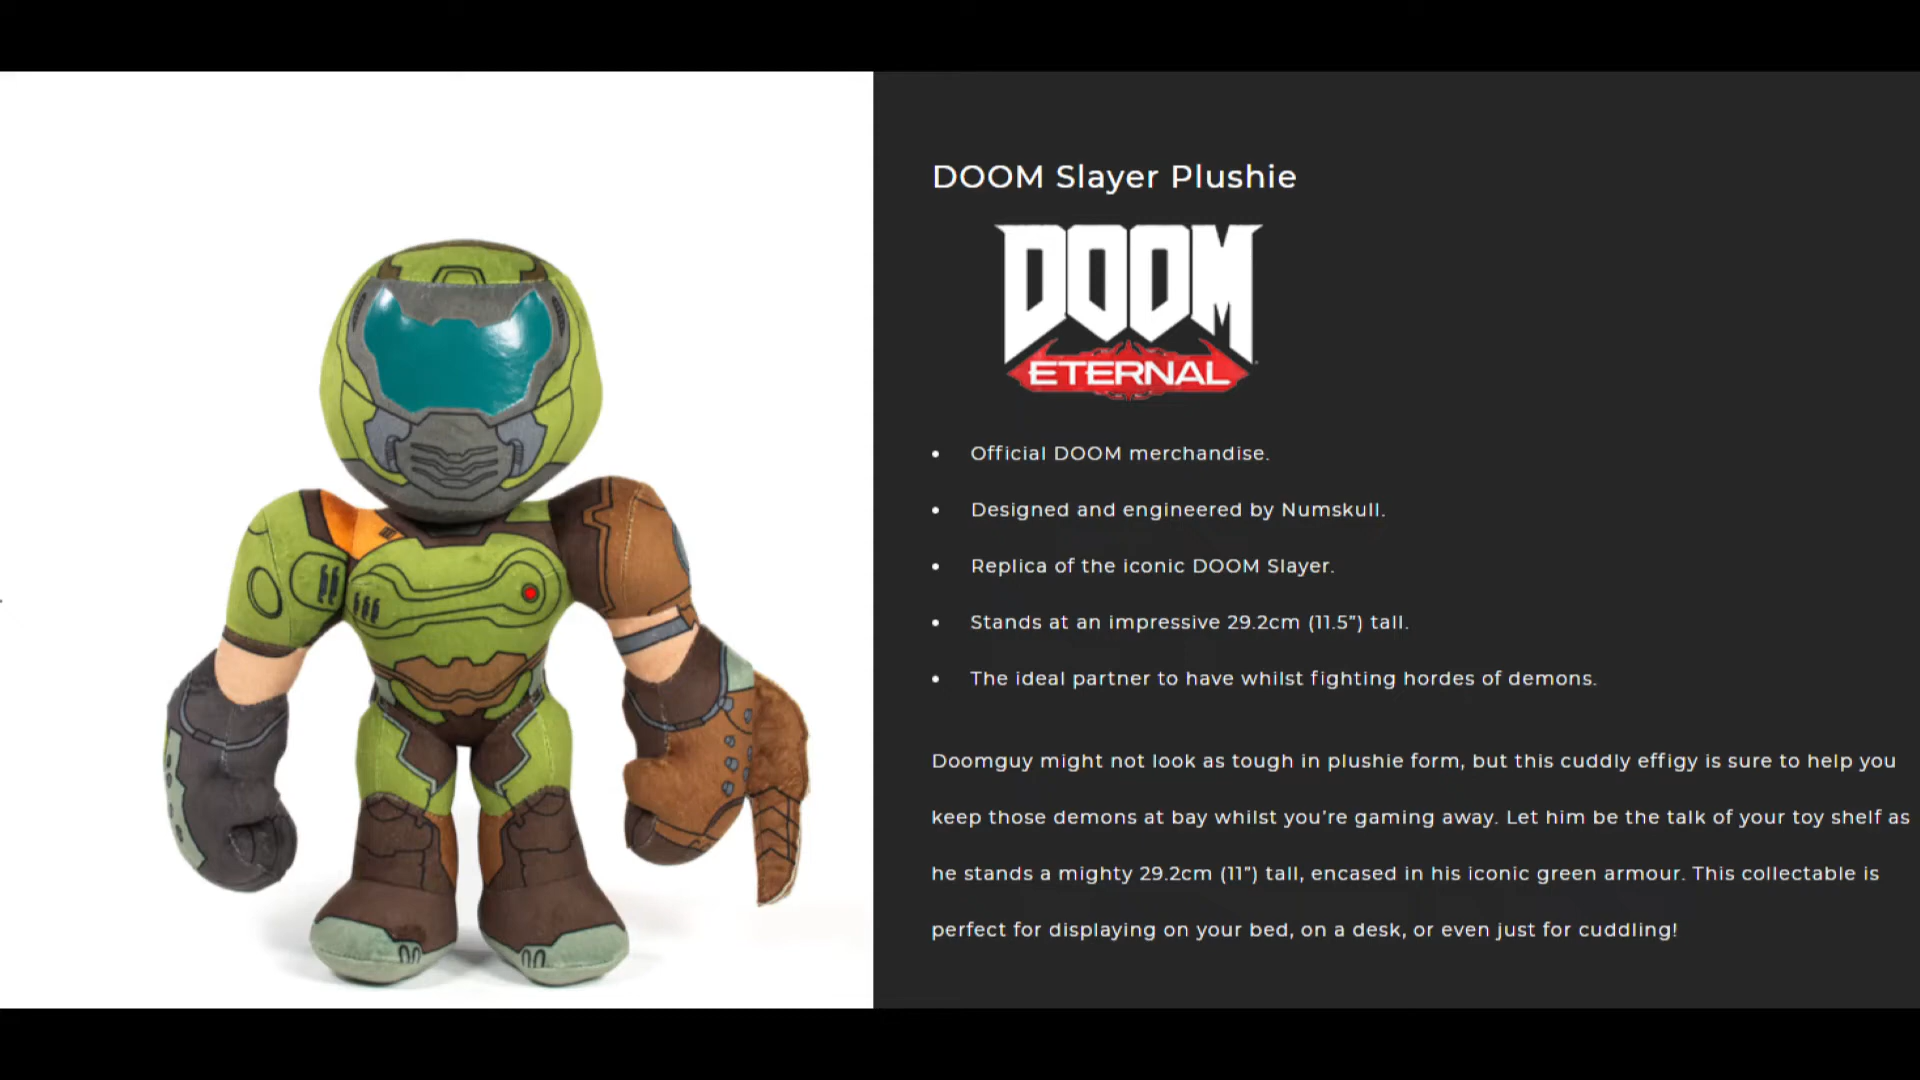 DOOM Slayer Plushie
DOOM
ETERNAL
• Official DOOM merchandise.
• Designed and engineered by Numskull.
• Replica of the iconic DOOM Slayer.
• Stands at an impressive 29.2cm (11.5”) tall.
• The ideal partner to have whilst fighting hordes of demons.
Doomguy might not look as tough in plushie form, but this cuddly effigy is sure to help you
keep those demons at bay whilst you’re gaming away. Let him be the talk of your toy shelf as
he stands a mighty 29.2cm (11”) tall, encased in his iconic green armour. This collectable is
perfect for displaying on your bed, on a desk, or even just for cuddling!